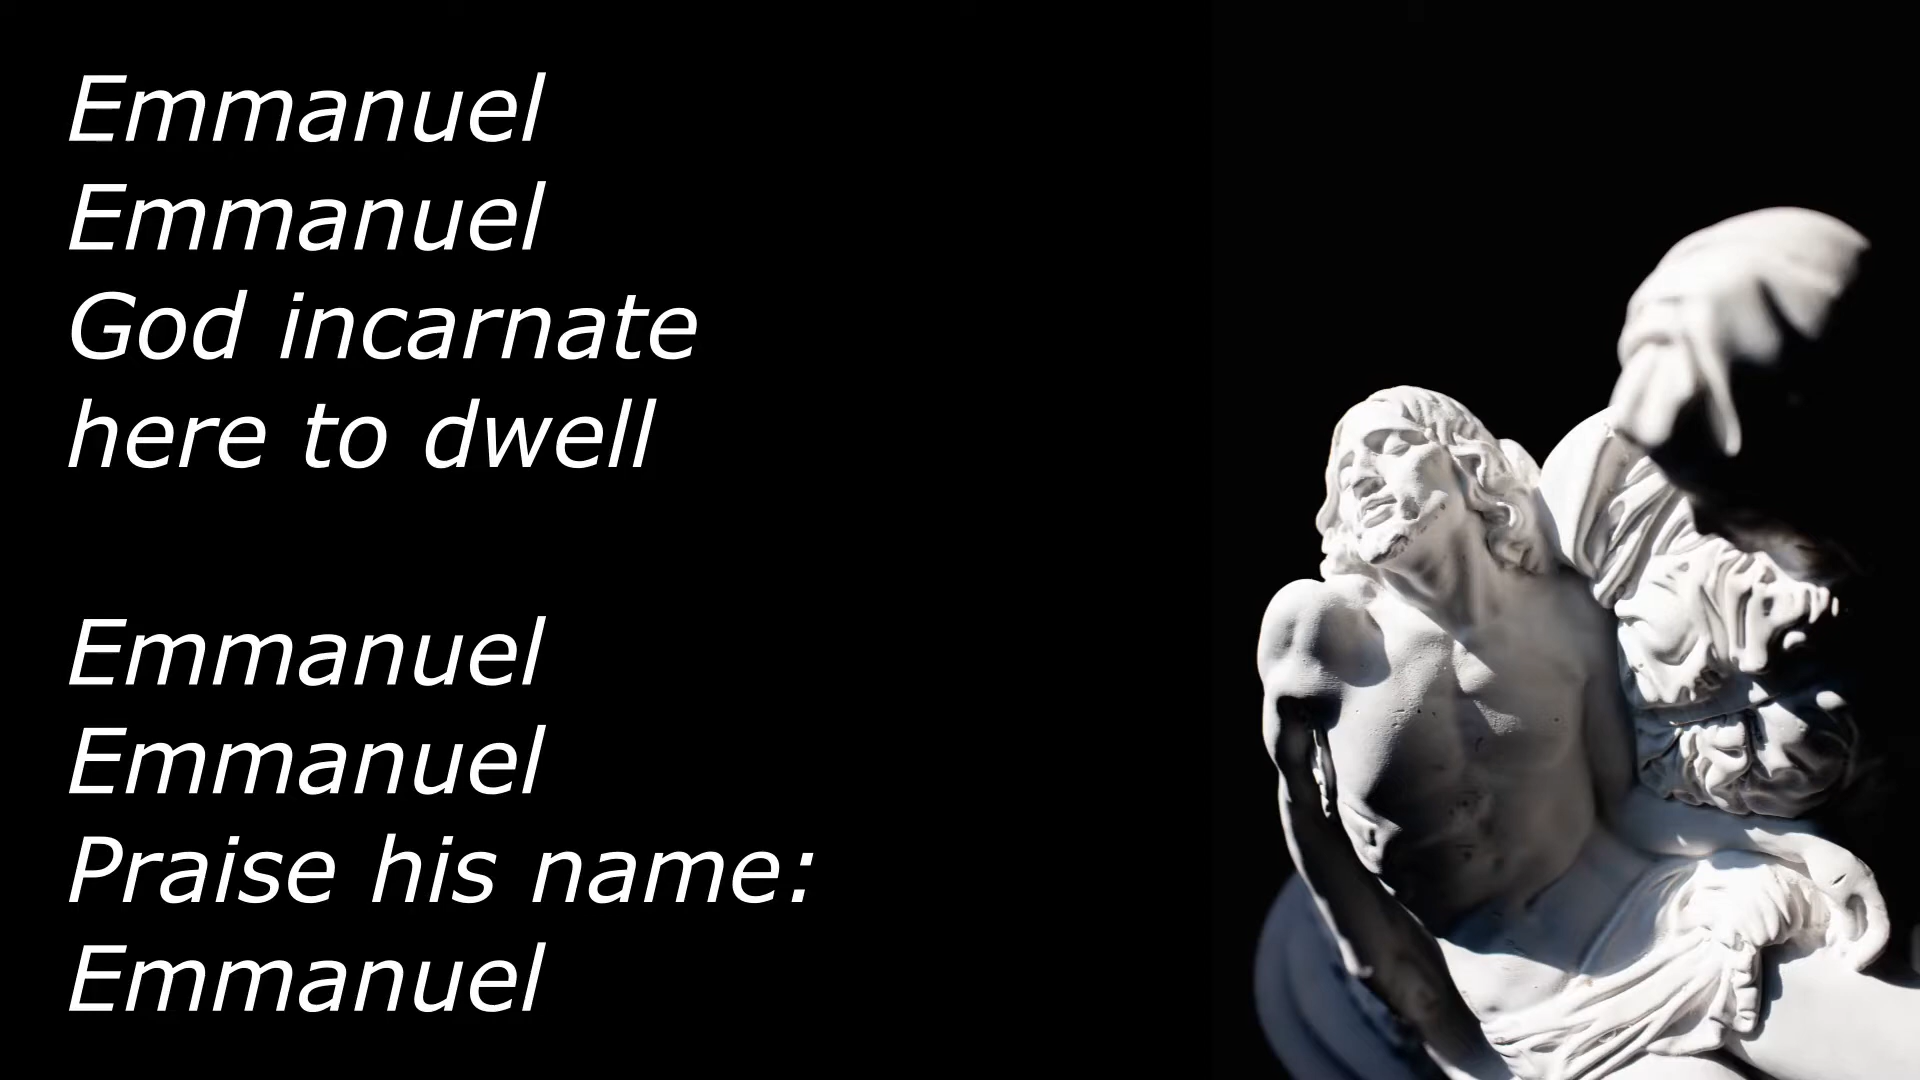 Emmanuel
Emmanuel
God incarnate
here to dwell
Emmanuel
Emmanuel
Praise his name:
Emmanuel